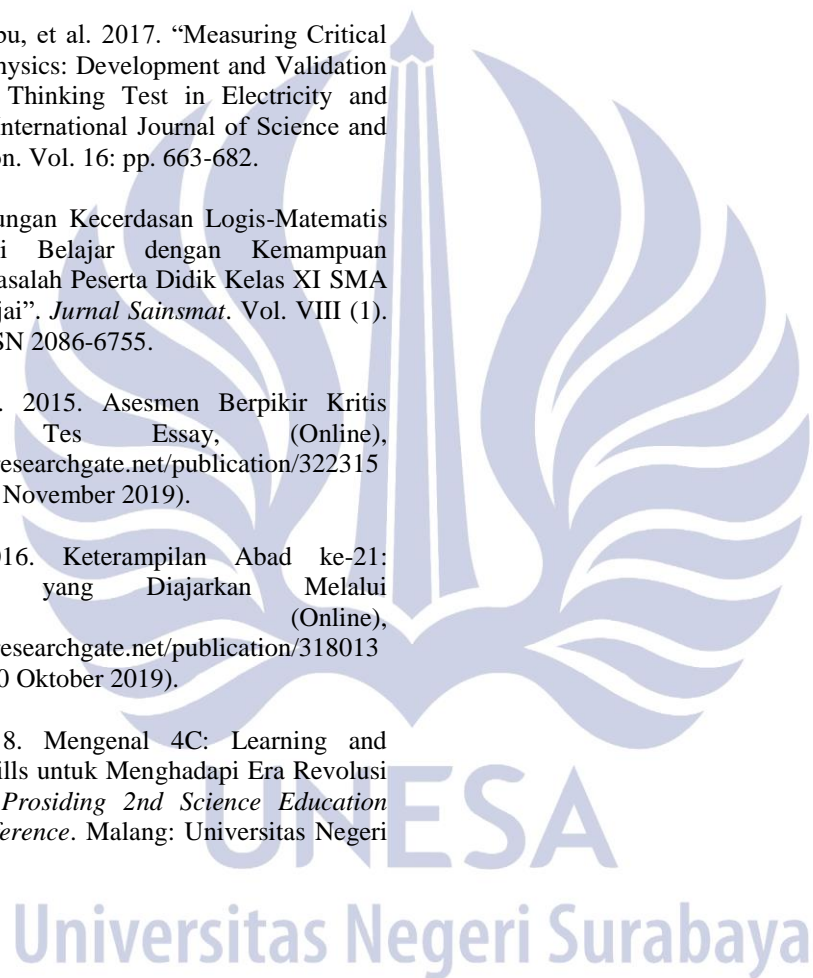 bu, et al. 2017. “Measuring Critical
hysics: Development and Validation
Thinking Test in Electricity and
nternational Journal of Science and
on. Vol. 16: pp. 663-682.
ungan Kecerdasan Logis-Matematis
i Belajar dengan Kemampuan
asalah Peserta Didik Kelas XI SMA
jai”. Jurnal Sainsmat. Vol. VIII (1).
SN 2086-6755.
. 2015. Asesmen Berpikir Kritis
Tes Essay, (Online),
esearchgate.net/publication/322315
November 2019).
16. Keterampilan Abad ke-21:
yang Diajarkan Melalui
(Online),
esearchgate.net/publication/318013
0 Oktober 2019).
8. Mengenal 4C: Learning and
ills untuk Menghadapi Era Revolusi
Prosiding 2nd Science Education
ference. Malang: Universitas Negeri
UNESA
Universitas Negeri Surabaya